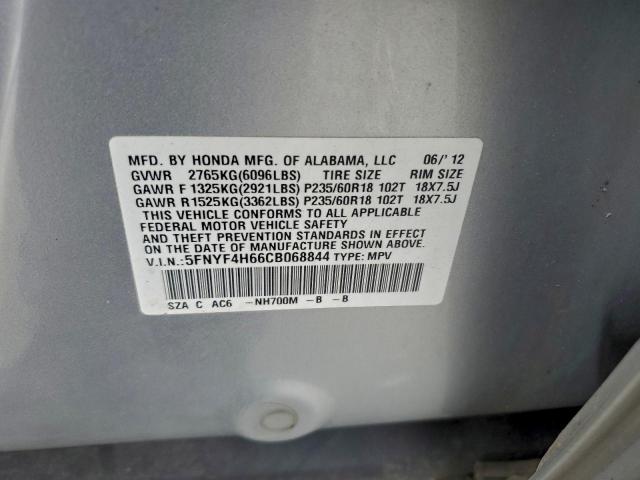 MFD. BY HONDA MFG. OF ALABAMA, LLC 06/'12
GVWR 2765KG(6096LBS) TIRE SIZE RIM SIZE
GAWR F 1325KG(2921LBS) P235/60R18 102T 18X7.5J
GAWR R1525KG(3362LBS) P235/60R18 102T 18X7.5J
THIS VEHICLE CONFORMS TO ALL APPLICABLE
FEDERAL MOTOR VEHICLE SAFETY
AND THEFT PREVENTION STANDARDS IN EFFECT
ON THE DATE OF MANUFACTURE SHOWN ABOVE.
V.I.N.:5FNYF4H66CB068844 TYPE: MPV
SZA C AC6 -NH700M -B -B